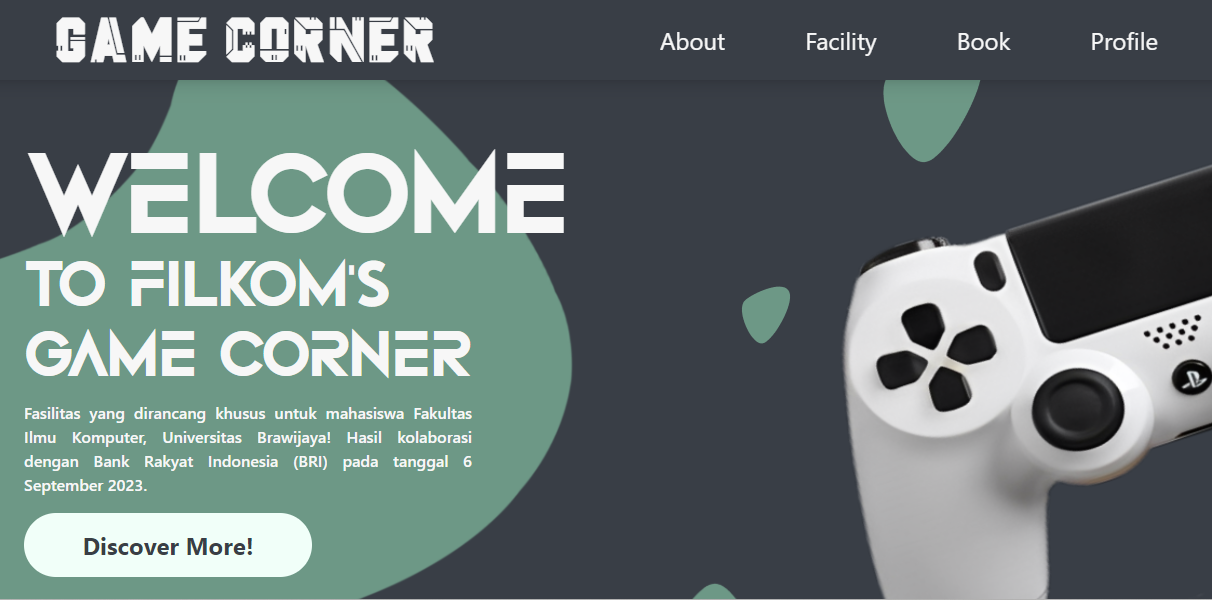 GAME CORNER
About
Facility
Book
Profile
WELCOME
TO FILKOM'S
GAME CORNER
Fasilitas yang dirancang khusus untuk mahasiswa Fakultas
Ilmu Komputer, Universitas Brawijaya! Hasil kolaborasi
dengan Bank Rakyat Indonesia (BRI) pada tanggal 6
September 2023.
Discover More!